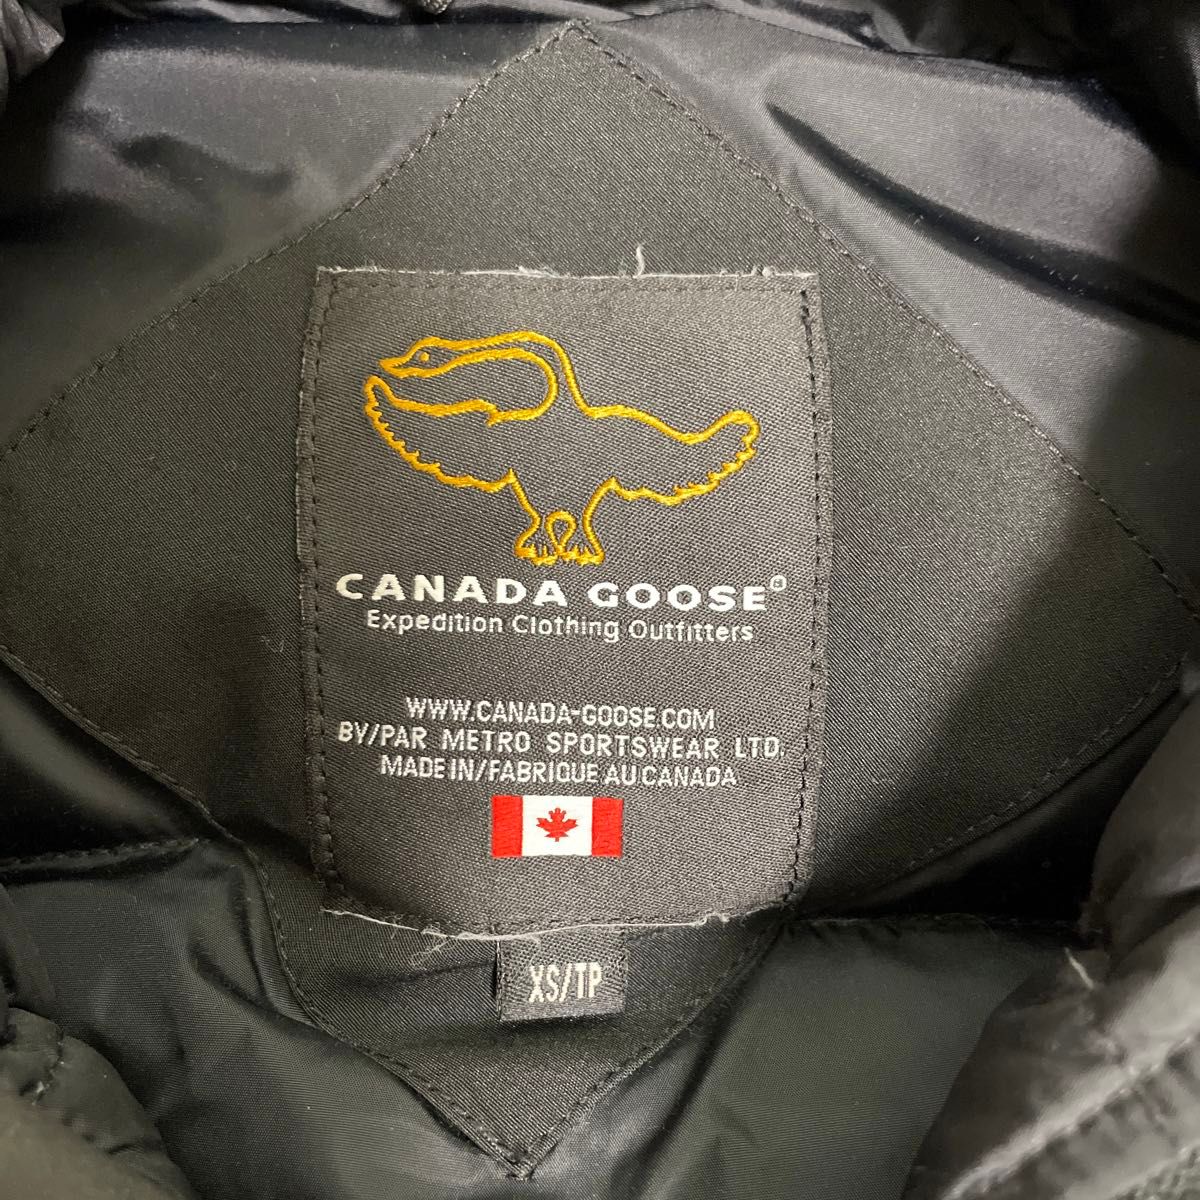 CANADA GOOSE®
Expedition Clothing Outfitters
WWW.CANADA-GOOSE.COM
BY/PAR METRO SPORTSWEAR LTD.
MADE IN/FABRIQUE AU CANADA
XS/TP